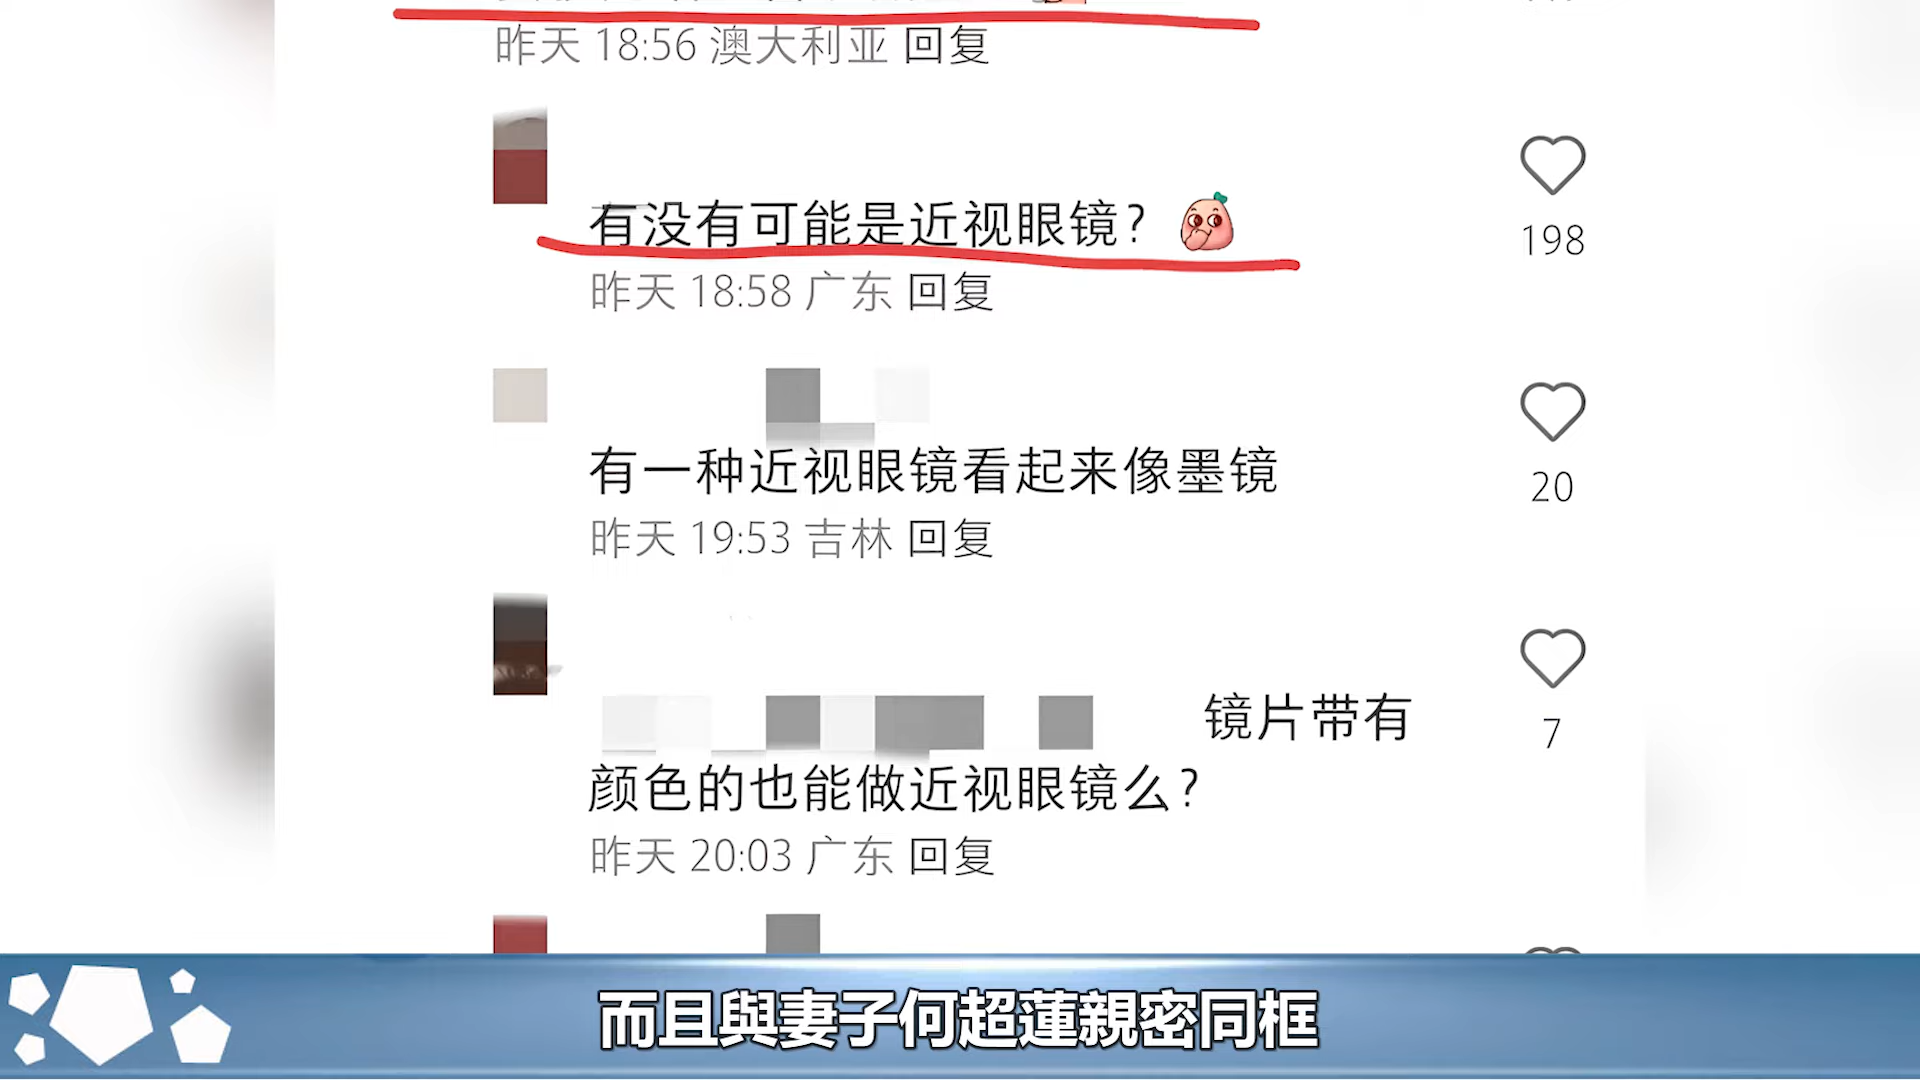 昨天 18:56 澳大利亚 回复
有没有可能是近视眼镜？
198
昨天 18:58 广东 回复
有一种近视眼镜看起来像墨镜
20
昨天 19:53 吉林 回复
镜片带有
7
颜色的也能做近视眼镜么？
昨天 20:03 广东 回复
而且與妻子何超蓮親密同框